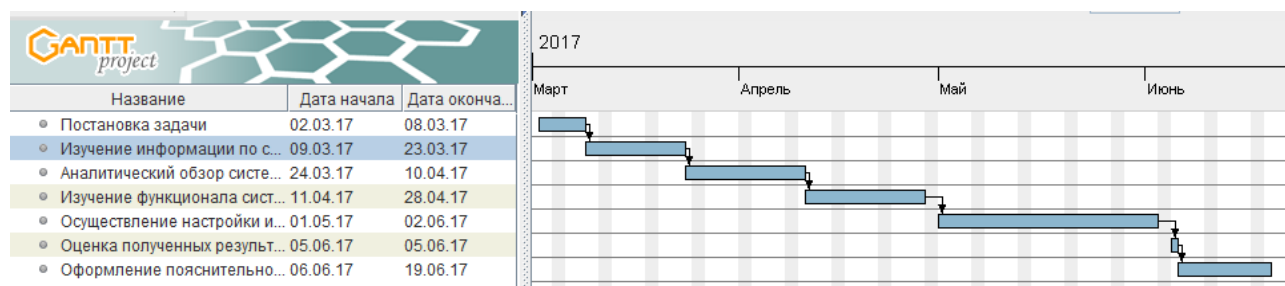 GANTT
project
2017
Март Апрель Май Июнь
Название Дата начала Дата оконча...
Постановка задачи 02.03.17 08.03.17
Изучение информации по с... 09.03.17 23.03.17
Аналитический обзор систе... 24.03.17 10.04.17
Изучение функционала сист... 11.04.17 28.04.17
Осуществление настройки и... 01.05.17 02.06.17
Оценка полученных результ... 05.06.17 05.06.17
Оформление пояснительно... 06.06.17 19.06.17